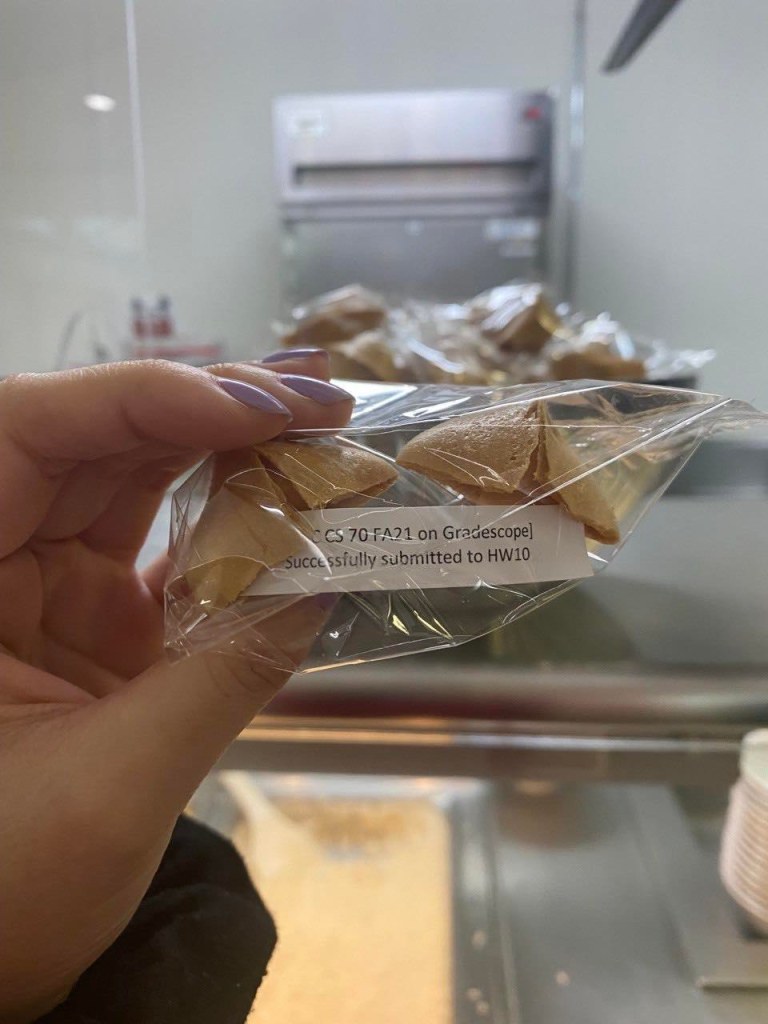 C CS 70 FA21 on Gradescope]
Successfully submitted to HW10